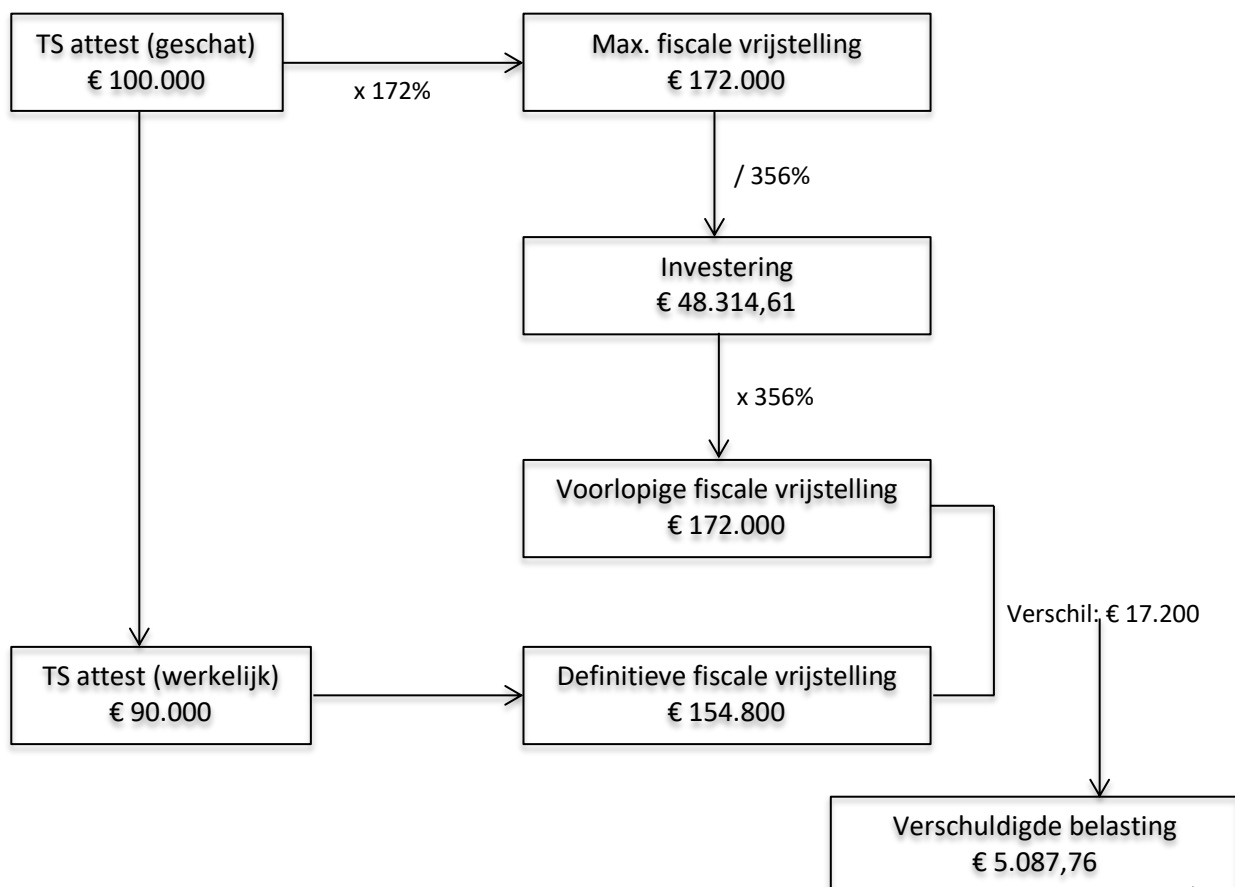 TS attest (geschat)
€ 100.000
x 172%
Max. fiscale vrijstelling
€ 172.000
/ 356%
Investering
€ 48.314,61
x 356%
Voorlopige fiscale vrijstelling
€ 172.000
Verschil: € 17.200
TS attest (werkelijk)
€ 90.000
Definitieve fiscale vrijstelling
€ 154.800
Verschuldigde belasting
€ 5.087,76